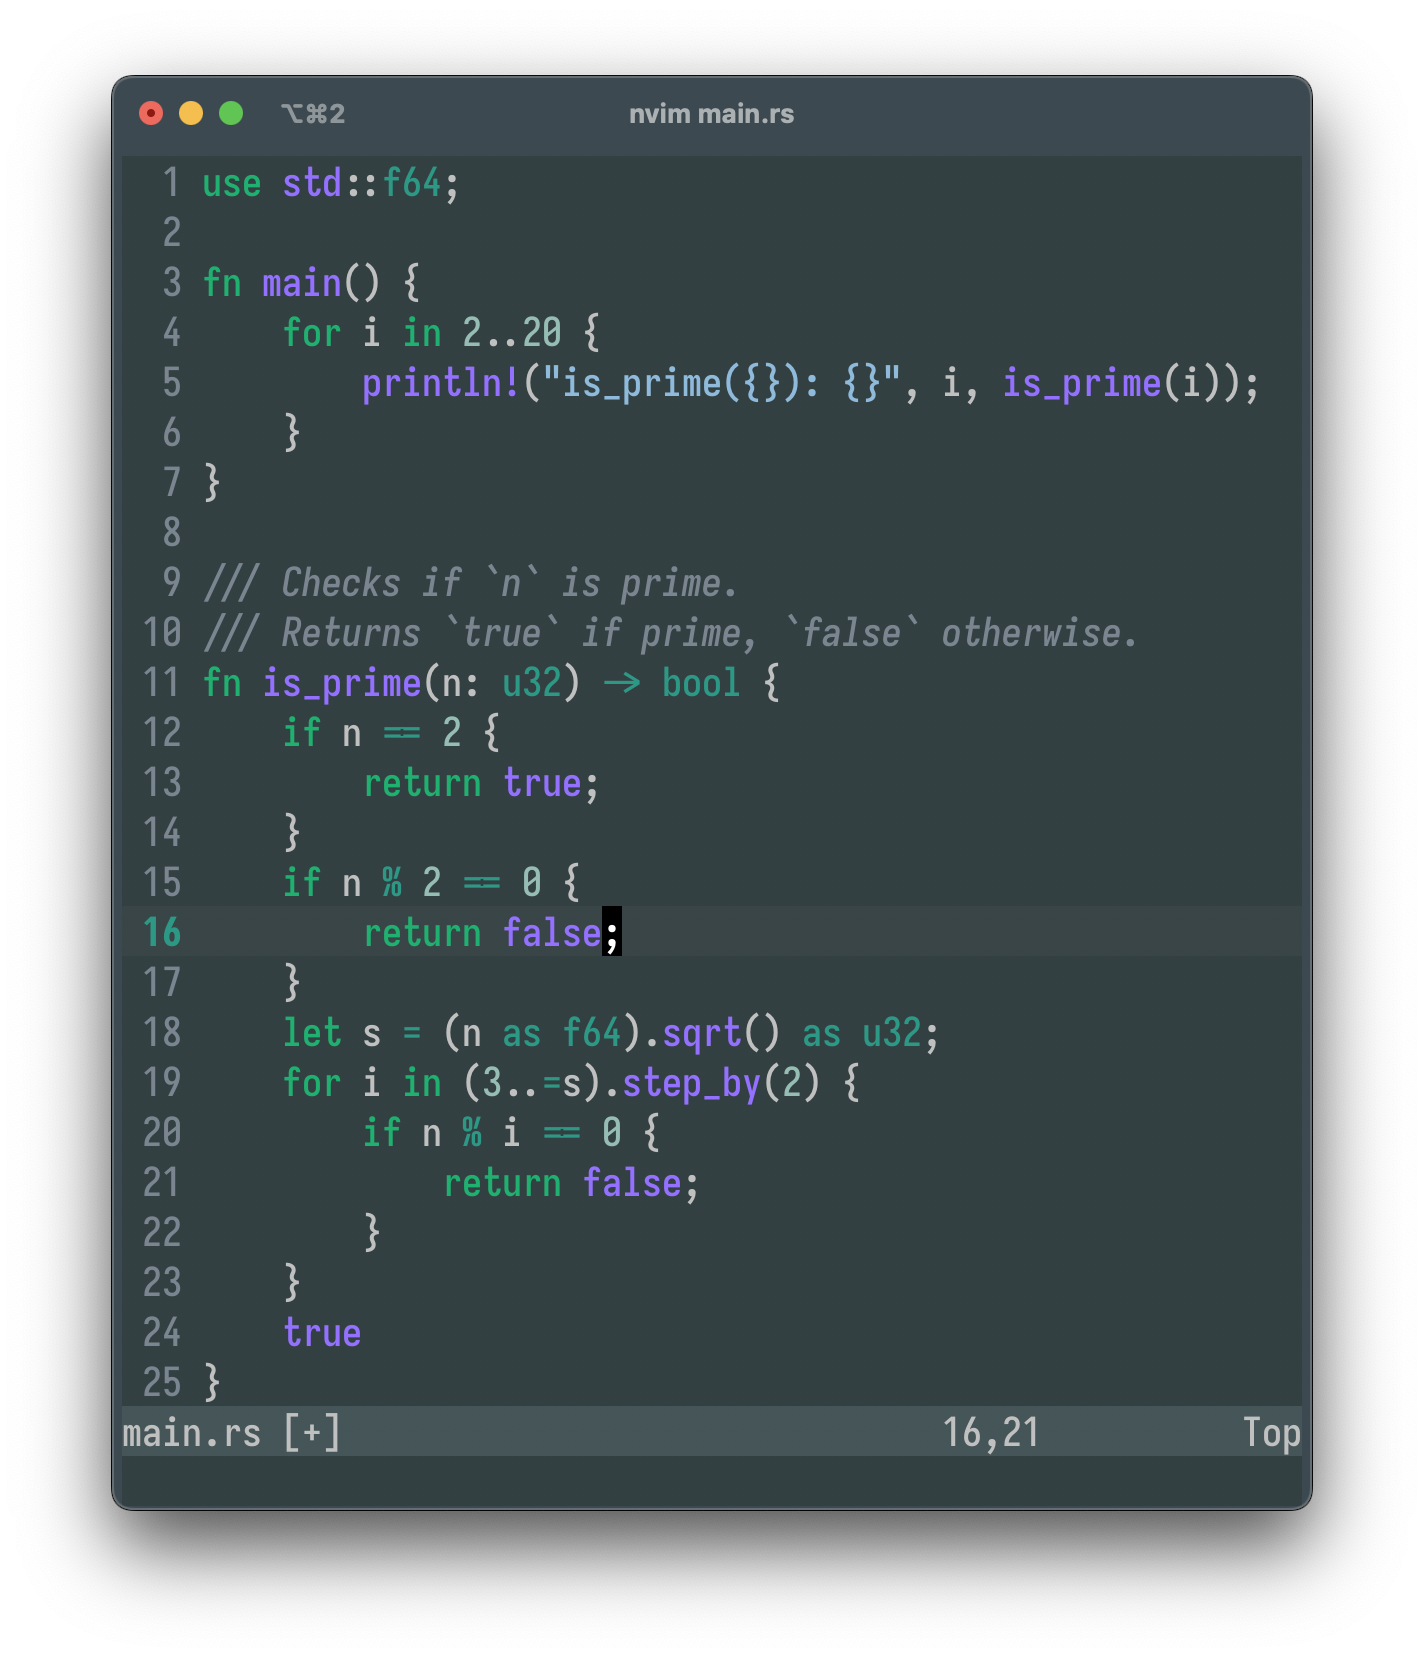 ⌥⌘2 nvim main.rs
1 use std::f64;
2
3 fn main() {
4     for i in 2..20 {
5         println!("is_prime({}): {}", i, is_prime(i));
6     }
7 }
8
9 /// Checks if `n` is prime.
10 /// Returns `true` if prime, `false` otherwise.
11 fn is_prime(n: u32) -> bool {
12     if n == 2 {
13         return true;
14     }
15     if n % 2 == 0 {
16         return false;
17     }
18     let s = (n as f64).sqrt() as u32;
19     for i in (3..=s).step_by(2) {
20         if n % i == 0 {
21             return false;
22         }
23     }
24     true
25 }
main.rs [+] 16,21 Top